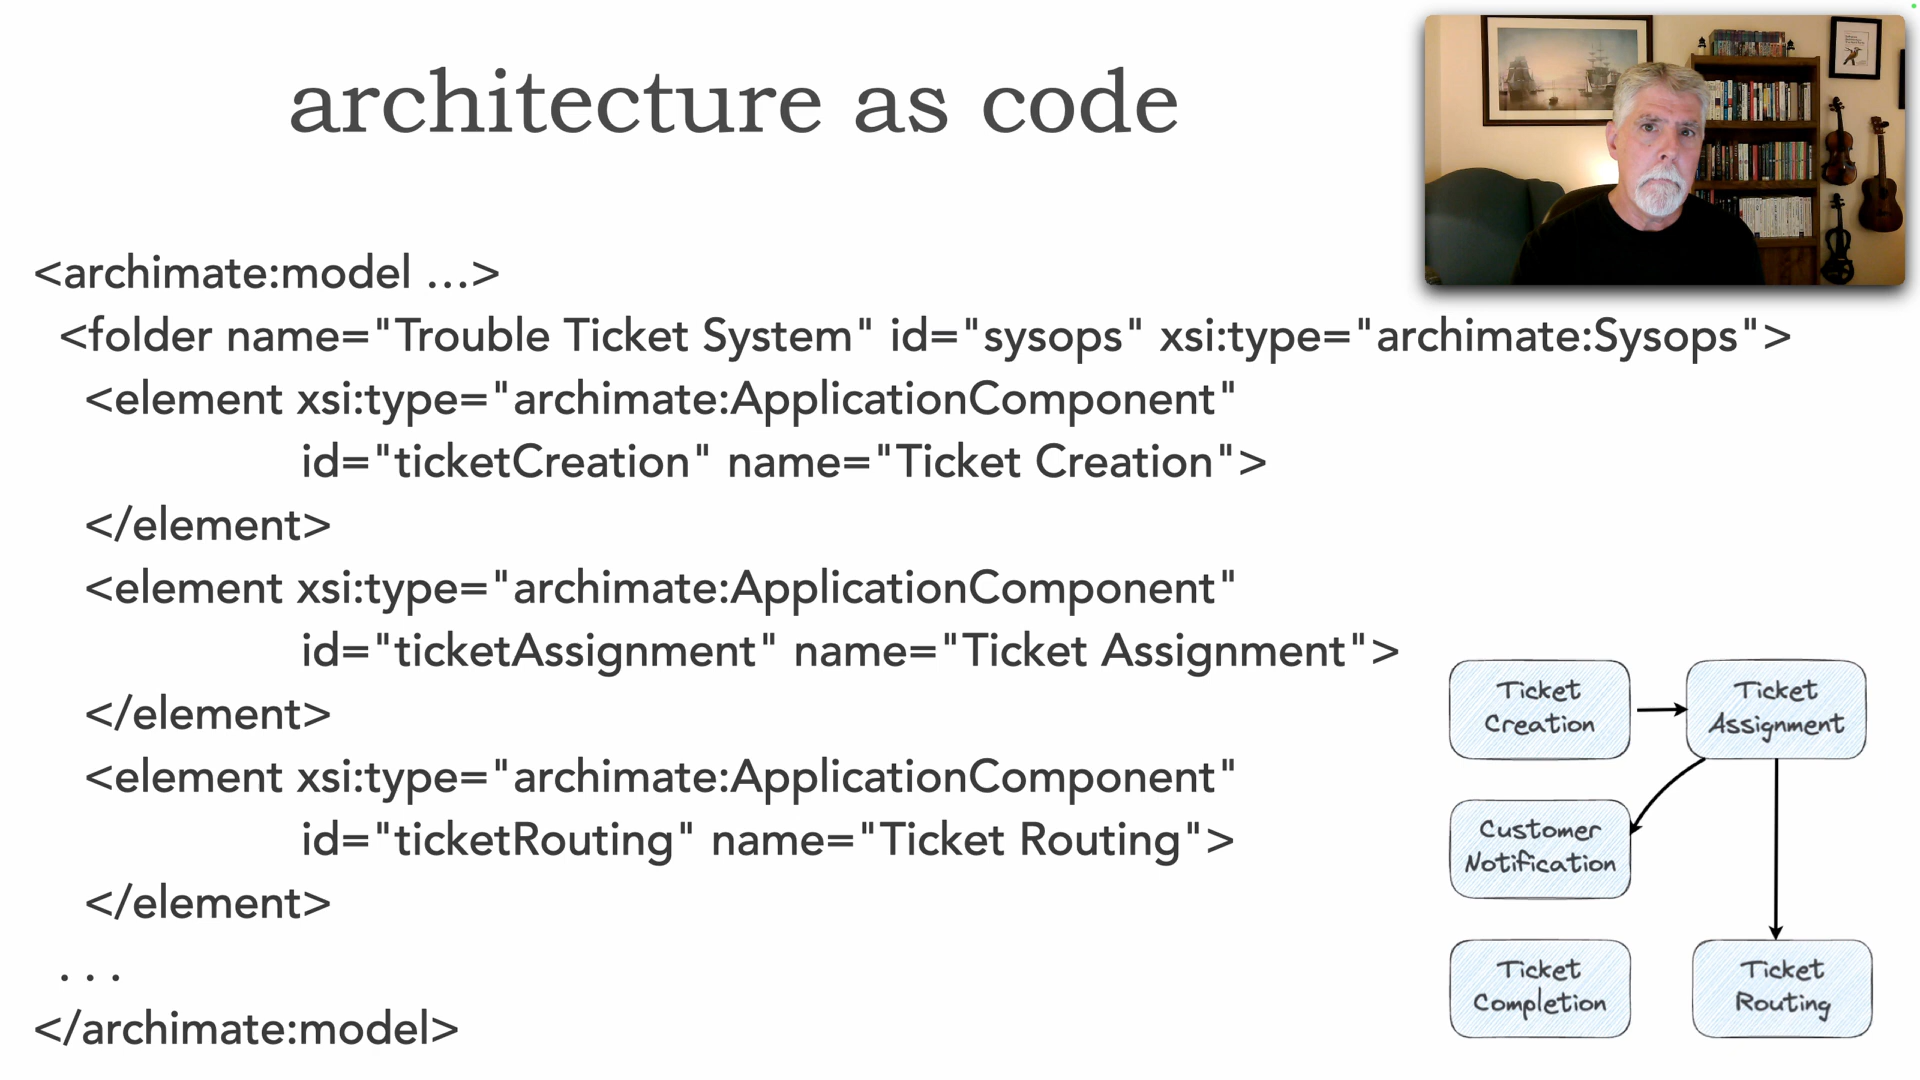 architecture as code
<archimate:model ...>
<folder name="Trouble Ticket System" id="sysops" xsi:type="archimate:Sysops">
<element xsi:type="archimate:ApplicationComponent"
id="ticketCreation" name="Ticket Creation">
</element>
<element xsi:type="archimate:ApplicationComponent"
id="ticketAssignment" name="Ticket Assignment">
</element>
<element xsi:type="archimate:ApplicationComponent"
id="ticketRouting" name="Ticket Routing">
</element>
. . .
</archimate:model>
Ticket
Creation
Ticket
Assignment
Customer
Notification
Ticket
Completion
Ticket
Routing